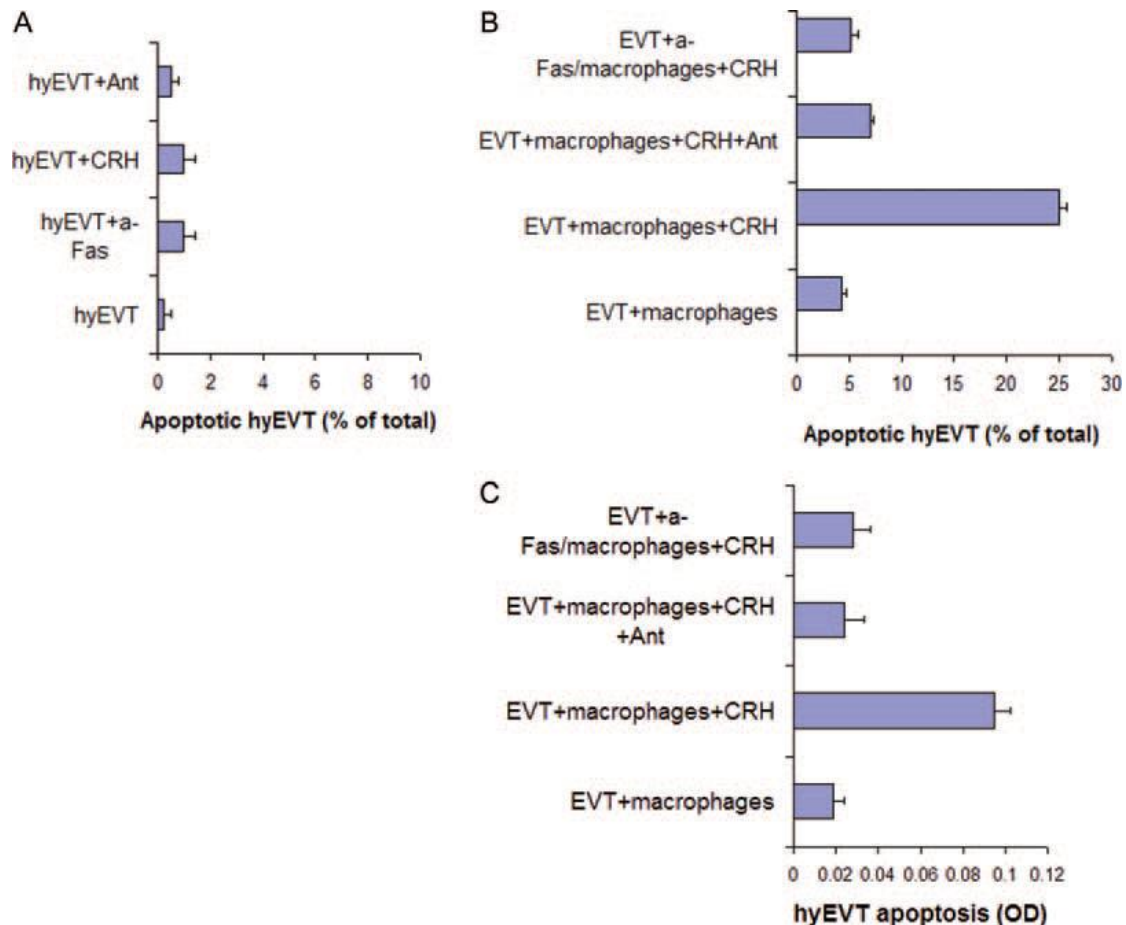 A
hyEVT+Ant
hyEVT+CRH
hyEVT+a-
Fas
hyEVT
0 2 4 6 8 10
Apoptotic hyEVT (% of total)
B
EVT+a-
Fas/macrophages+CRH
EVT+macrophages+CRH+Ant
EVT+macrophages+CRH
EVT+macrophages
0 5 10 15 20 25 30
Apoptotic hyEVT (% of total)
C
EVT+a-
Fas/macrophages+CRH
EVT+macrophages+CRH
+Ant
EVT+macrophages+CRH
EVT+macrophages
0 0.02 0.04 0.06 0.08 0.1 0.12
hyEVT apoptosis (OD)